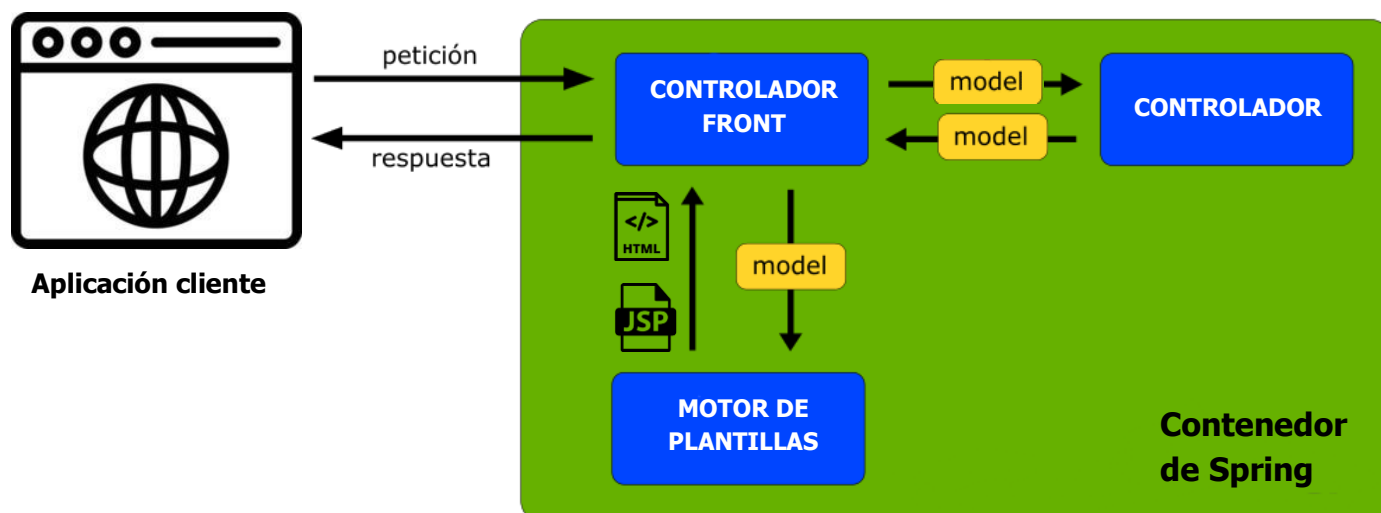 petición
respuesta
Aplicación cliente
CONTROLADOR
FRONT
model
model
CONTROLADOR
</>
HTML
JSP
model
MOTOR DE
PLANTILLAS
Contenedor
de Spring